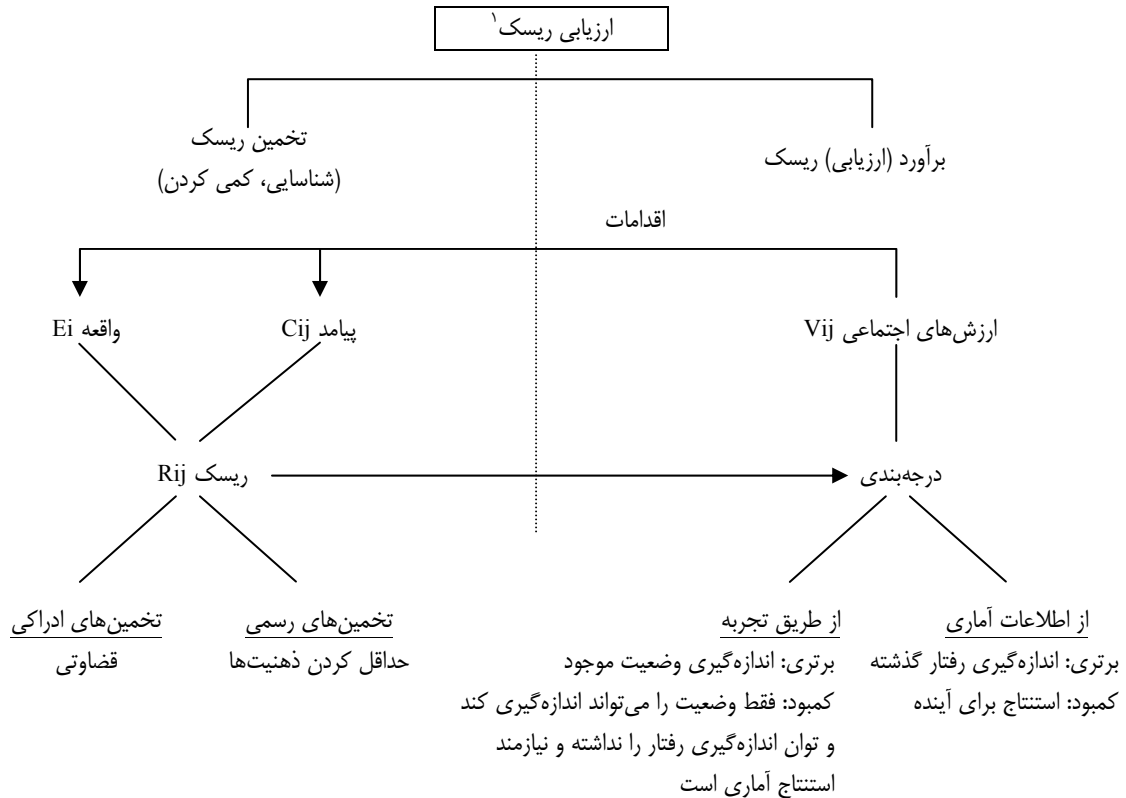 ارزیابی ریسک۱
برآورد (ارزیابی) ریسک
تخمین ریسک
(شناسایی، کمی کردن)
اقدامات
ارزش‌های اجتماعی Vij
پیامد Cij
واقعه Ei
درجه‌بندی
ریسک Rij
از اطلاعات آماری
برتری: اندازه‌گیری رفتار گذشته
کمبود: استنتاج برای آینده
از طریق تجربه
برتری: اندازه‌گیری وضعیت موجود
کمبود: فقط وضعیت را می‌تواند اندازه‌گیری کند
و توان اندازه‌گیری رفتار را نداشته و نیازمند
استنتاج آماری است
تخمین‌های رسمی
حداقل کردن ذهنیت‌ها
تخمین‌های ادراکی
قضاوتی